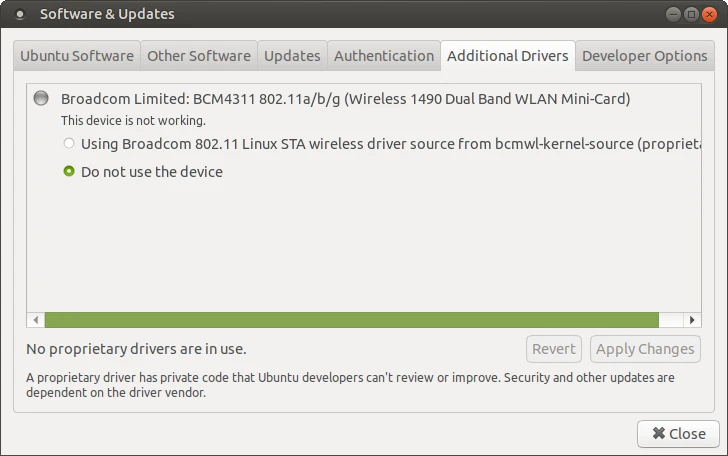 Software & Updates
Ubuntu Software Other Software Updates Authentication Additional Drivers Developer Options
Broadcom Limited: BCM4311 802.11a/b/g (Wireless 1490 Dual Band WLAN Mini-Card)
This device is not working.
Using Broadcom 802.11 Linux STA wireless driver source from bcmwl-kernel-source (proprieta
Do not use the device
No proprietary drivers are in use. Revert Apply Changes
A proprietary driver has private code that Ubuntu developers can't review or improve. Security and other updates are
dependent on the driver vendor.
Close